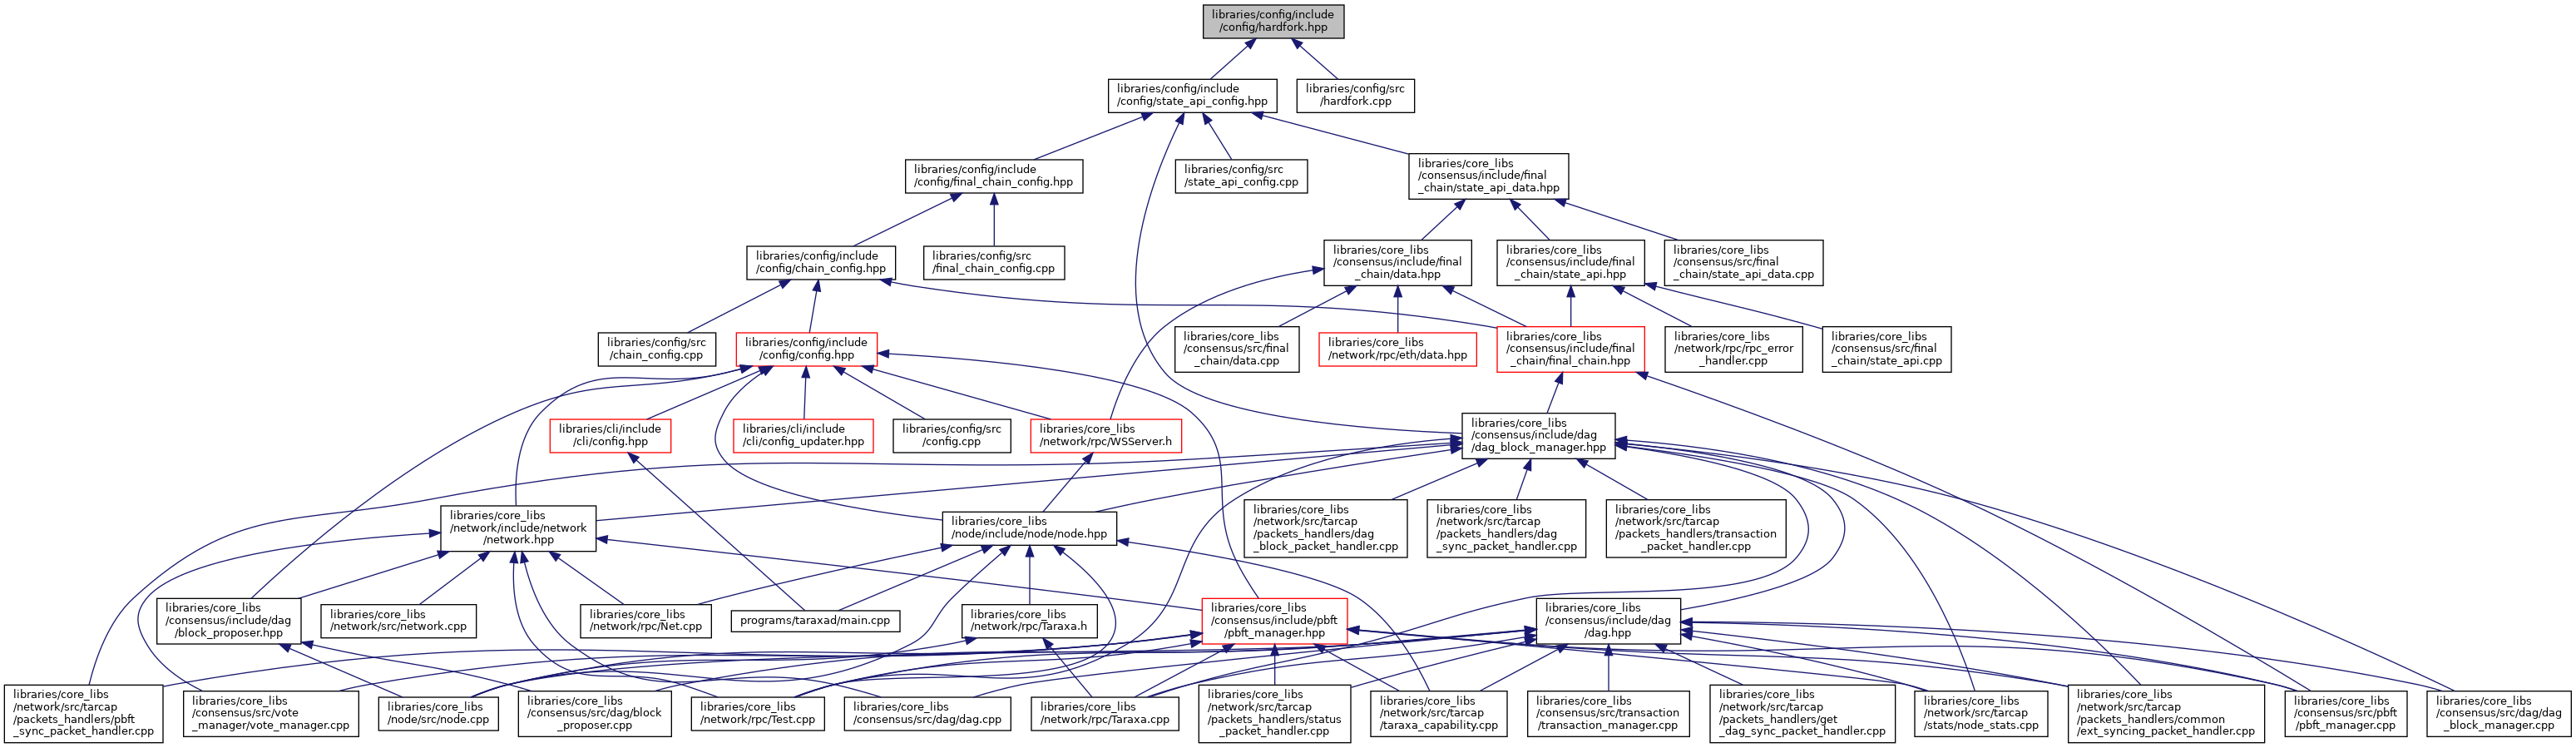 libraries/config/include
/config/hardfork.hpp
libraries/config/include
/config/state_api_config.hpp
libraries/config/src
/hardfork.cpp
libraries/config/include
/config/final_chain_config.hpp
libraries/config/src
/state_api_config.cpp
libraries/core_libs
/consensus/include/final
_chain/state_api_data.hpp
libraries/config/include
/config/chain_config.hpp
libraries/config/src
/final_chain_config.cpp
libraries/core_libs
/consensus/include/final
_chain/data.hpp
libraries/core_libs
/consensus/include/final
_chain/state_api.hpp
libraries/core_libs
/consensus/src/final
_chain/state_api_data.cpp
libraries/config/src
/chain_config.cpp
libraries/config/include
/config/config.hpp
libraries/core_libs
/consensus/src/final
_chain/data.cpp
libraries/core_libs
/network/rpc/eth/data.hpp
libraries/core_libs
/consensus/include/final
_chain/final_chain.hpp
libraries/core_libs
/network/rpc/rpc_error
_handler.cpp
libraries/core_libs
/consensus/src/final
_chain/state_api.cpp
libraries/cli/include
/cli/config.hpp
libraries/cli/include
/cli/config_updater.hpp
libraries/config/src
/config.cpp
libraries/core_libs
/network/rpc/WSServer.h
libraries/core_libs
/consensus/include/dag
/dag_block_manager.hpp
libraries/core_libs
/network/include/network
/network.hpp
libraries/core_libs
/node/include/node/node.hpp
libraries/core_libs
/network/src/tarcap
/packets_handlers/dag
_block_packet_handler.cpp
libraries/core_libs
/network/src/tarcap
/packets_handlers/dag
_sync_packet_handler.cpp
libraries/core_libs
/network/src/tarcap
/packets_handlers/transaction
_packet_handler.cpp
libraries/core_libs
/consensus/include/dag
/block_proposer.hpp
libraries/core_libs
/network/src/network.cpp
libraries/core_libs
/network/rpc/Net.cpp
programs/taraxad/main.cpp
libraries/core_libs
/network/rpc/Taraxa.h
libraries/core_libs
/consensus/include/pbft
/pbft_manager.hpp
libraries/core_libs
/consensus/include/dag
/dag.hpp
libraries/core_libs
/network/src/tarcap
/packets_handlers/pbft
_sync_packet_handler.cpp
libraries/core_libs
/consensus/src/vote
_manager/vote_manager.cpp
libraries/core_libs
/node/src/node.cpp
libraries/core_libs
/consensus/src/dag/block
_proposer.cpp
libraries/core_libs
/network/rpc/Test.cpp
libraries/core_libs
/consensus/src/dag/dag.cpp
libraries/core_libs
/network/rpc/Taraxa.cpp
libraries/core_libs
/network/src/tarcap
/packets_handlers/status
_packet_handler.cpp
libraries/core_libs
/network/src/tarcap
/taraxa_capability.cpp
libraries/core_libs
/consensus/src/transaction
/transaction_manager.cpp
libraries/core_libs
/network/src/tarcap
/packets_handlers/get
_dag_sync_packet_handler.cpp
libraries/core_libs
/network/src/tarcap
/stats/node_stats.cpp
libraries/core_libs
/network/src/tarcap
/packets_handlers/common
/ext_syncing_packet_handler.cpp
libraries/core_libs
/consensus/src/pbft
/pbft_manager.cpp
libraries/core_libs
/consensus/src/dag/dag
_block_manager.cpp